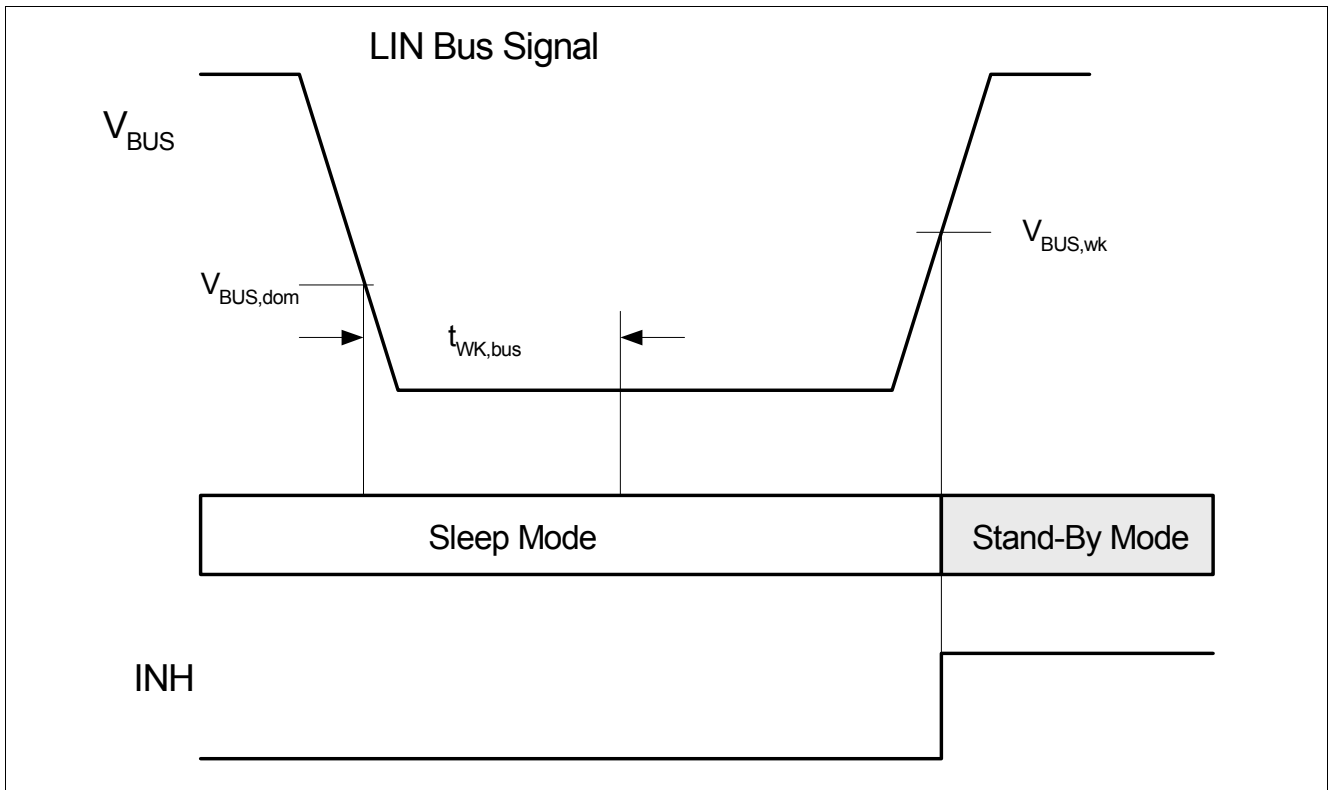 LIN Bus Signal
V_BUS
V_BUS,wk
V_BUS,dom
t_WK,bus
Sleep Mode
Stand-By Mode
INH